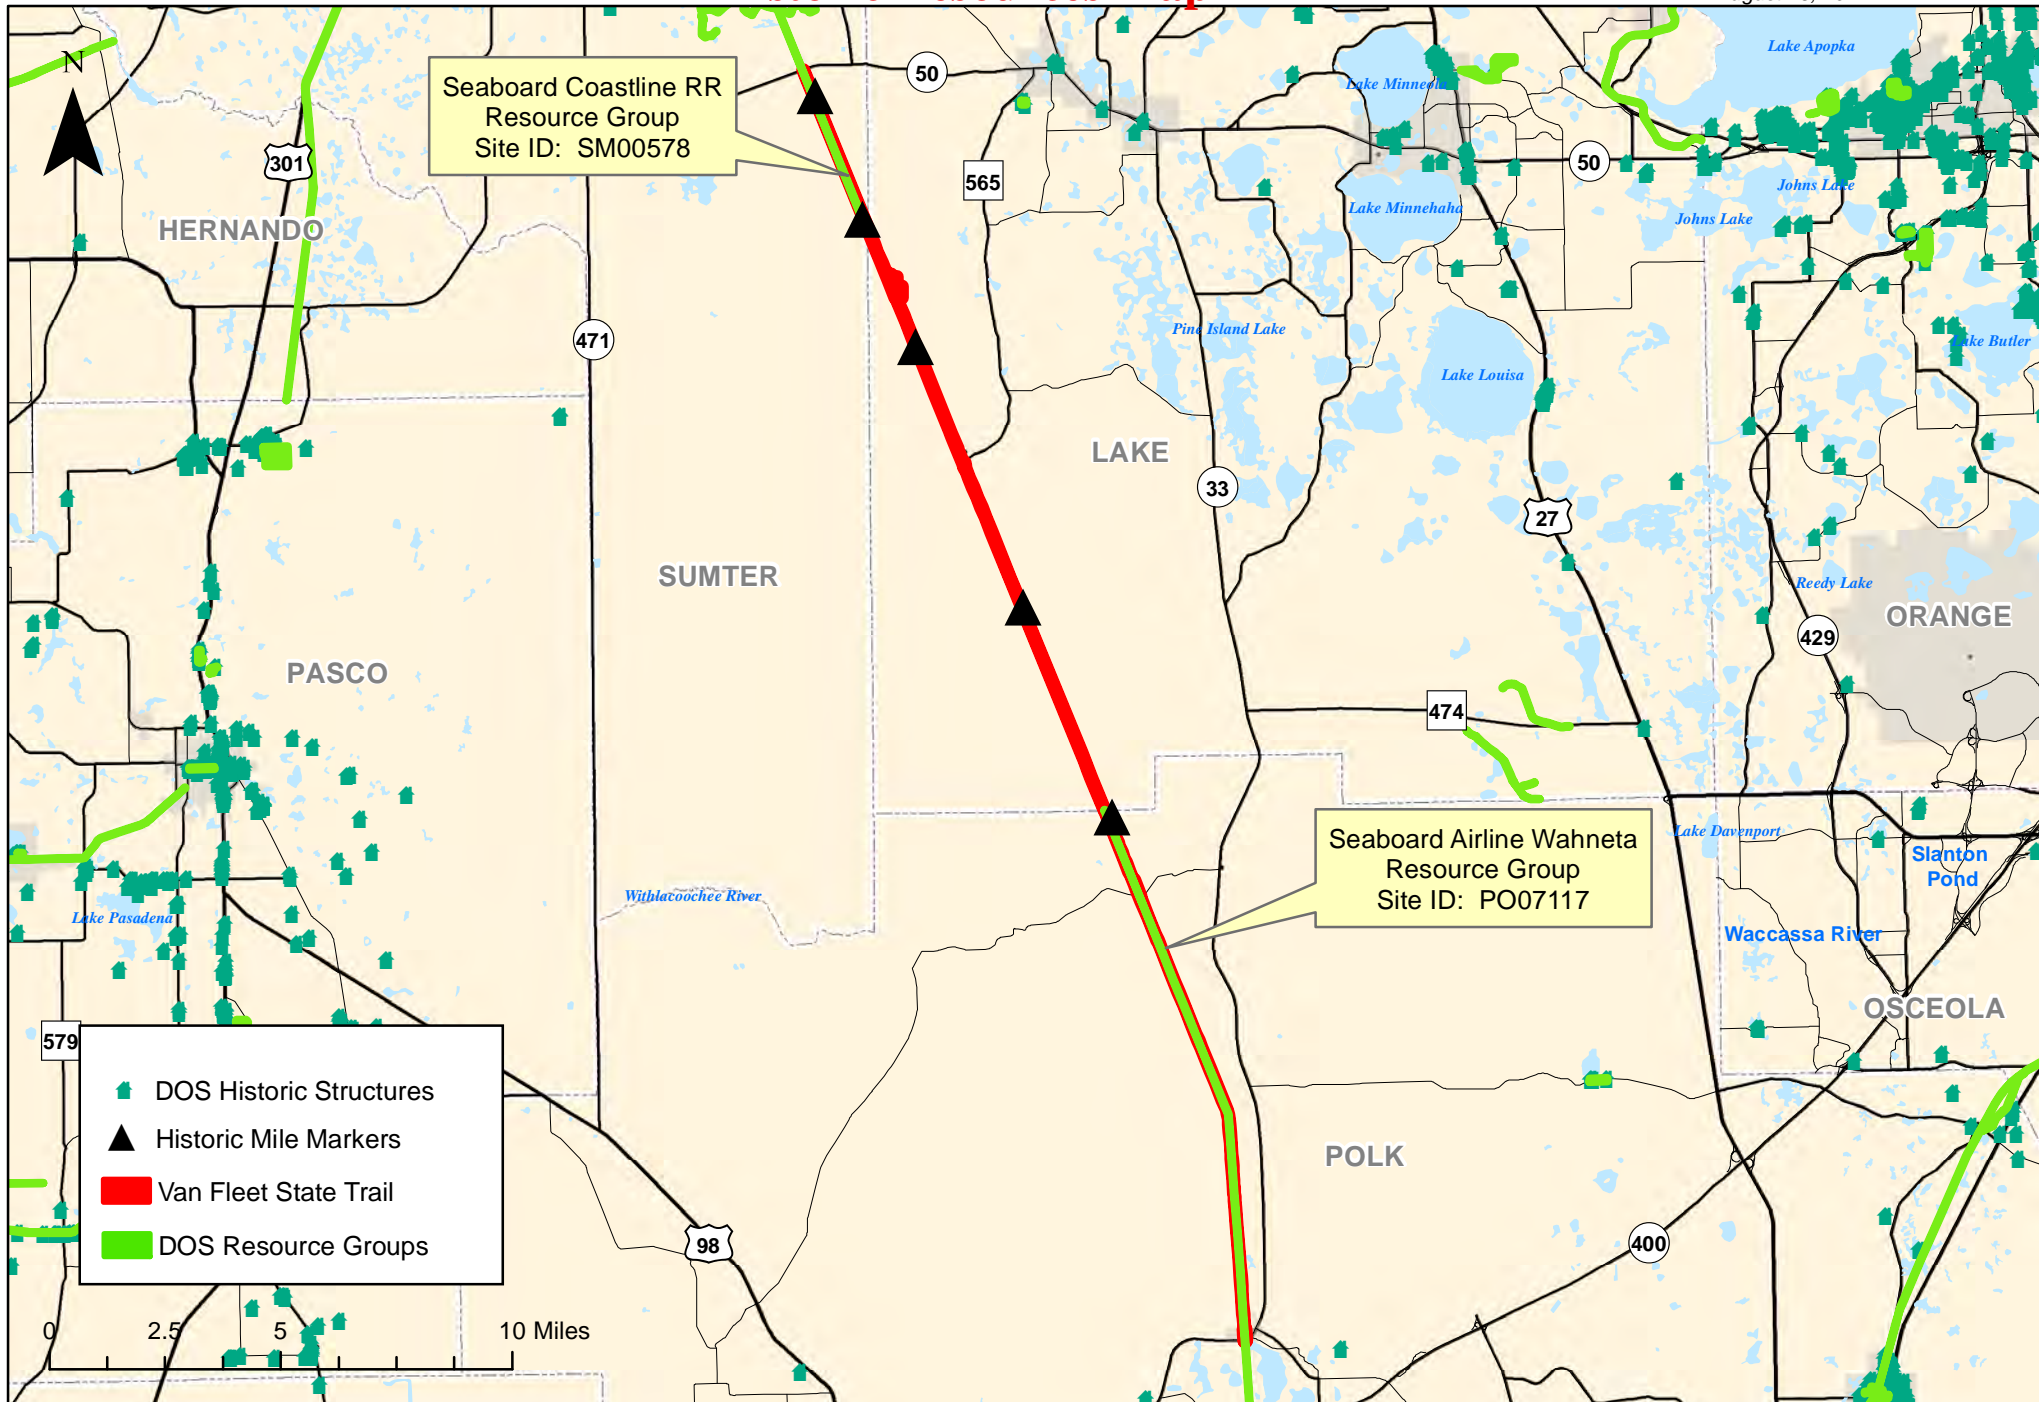 N
Seaboard Coastline RR
Resource Group
Site ID: SM00578
50
Lake Apopka
Lake Minneola
301
565
50
Johns Lake
Lake Minnehaha
Johns Lake
HERNANDO
471
Pine Island Lake
Lake Butler
Lake Louisa
LAKE
33
27
SUMTER
Reedy Lake
ORANGE
429
PASCO
474
Lake Davenport
Seaboard Airline Wahneta
Resource Group
Site ID: PO07117
Slanton
Pond
Withlacoochee River
Lake Pasadena
Waccassa River
OSCEOLA
579
DOS Historic Structures
Historic Mile Markers
Van Fleet State Trail
DOS Resource Groups
POLK
98
400
0 2.5 5 10 Miles